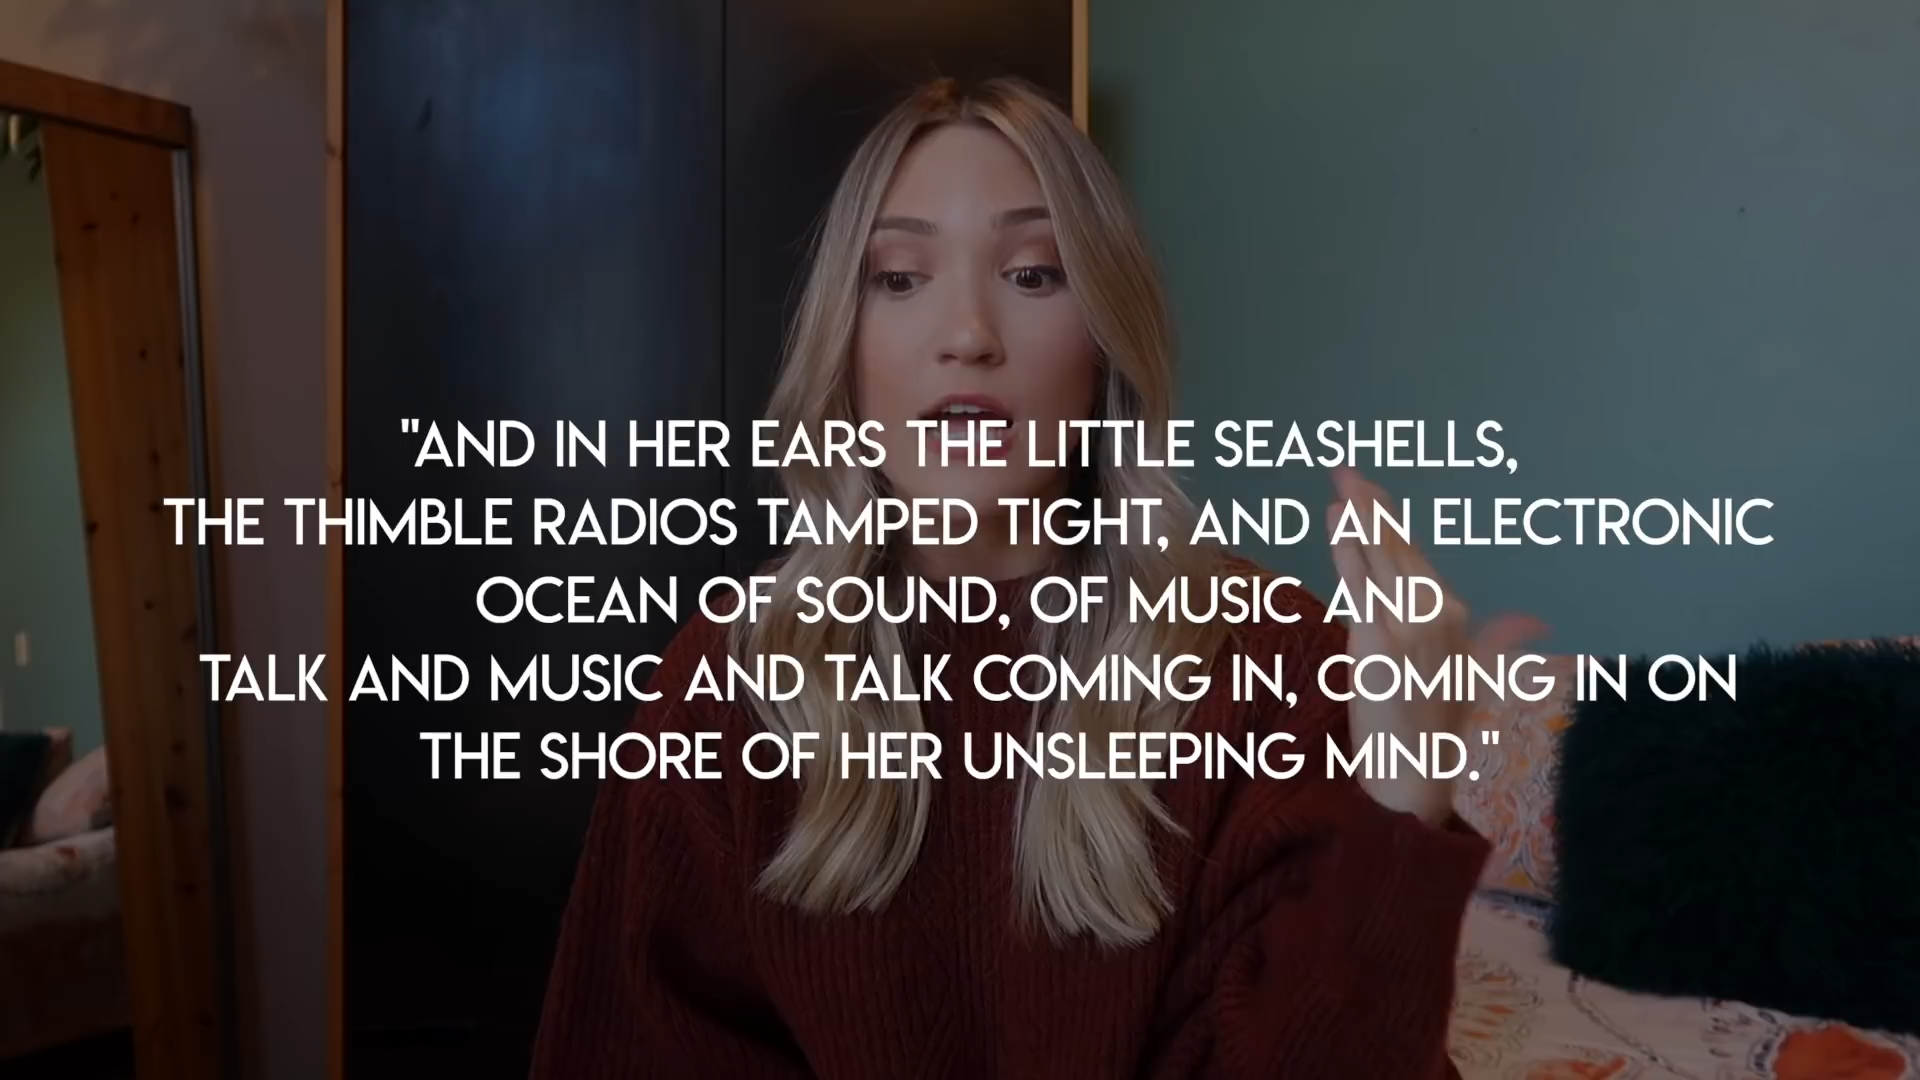 "AND IN HER EARS THE LITTLE SEASHELLS,
THE THIMBLE RADIOS TAMPED TIGHT, AND AN ELECTRONIC
OCEAN OF SOUND, OF MUSIC AND
TALK AND MUSIC AND TALK COMING IN, COMING IN ON
THE SHORE OF HER UNSLEEPING MIND."